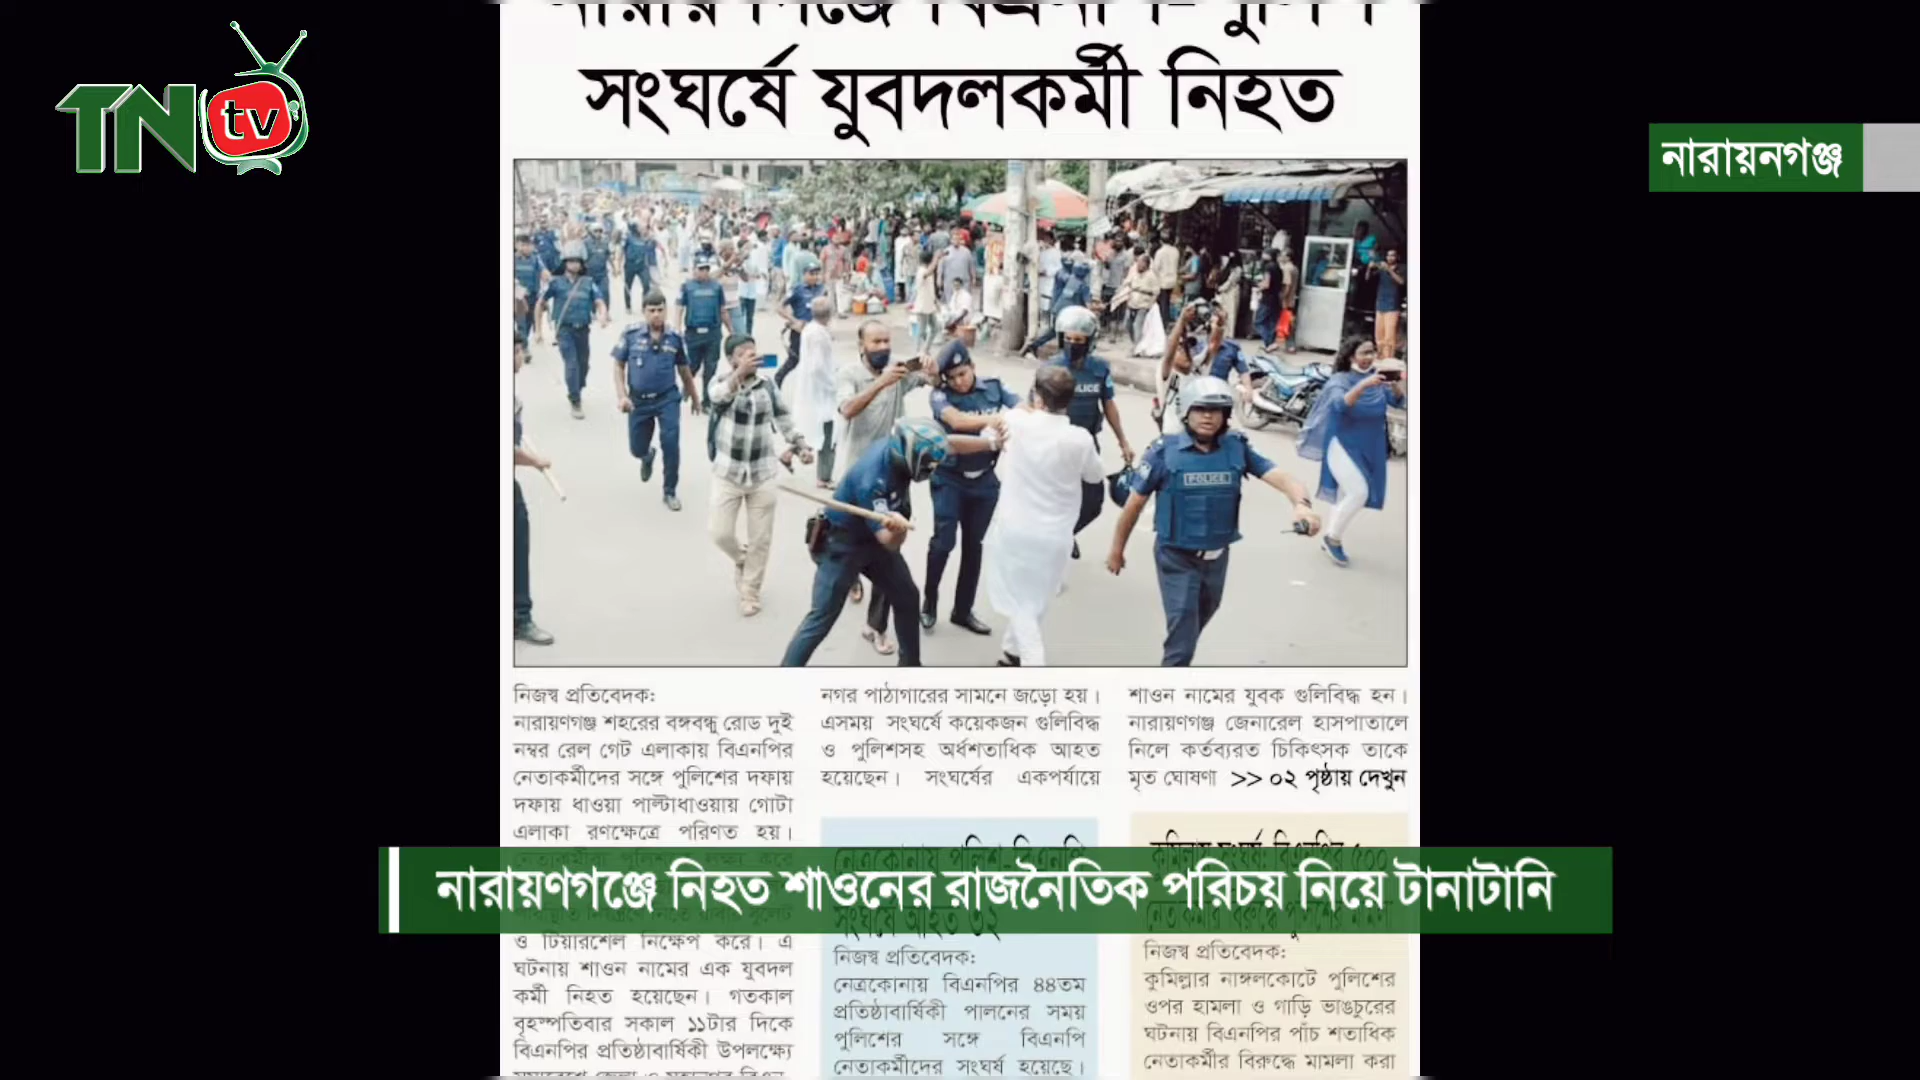 TN tv
নারায়নগঞ্জ
সংঘর্ষে যুবদলকর্মী নিহত
POLICE
নিজস্ব প্রতিবেদক:
নারায়ণগঞ্জ শহরের বঙ্গবন্ধু রোড দুই
নম্বর রেল গেট এলাকায় বিএনপির
নেতাকর্মীদের সঙ্গে পুলিশের দফায়
দফায় ধাওয়া পাল্টাধাওয়ায় গোটা
এলাকা রণক্ষেত্রে পরিণত হয়।
ও টিয়ারশেল নিক্ষেপ করে। এ
ঘটনায় শাওন নামের এক যুবদল
কর্মী নিহত হয়েছেন। গতকাল
বৃহস্পতিবার সকাল ১১টার দিকে
বিএনপির প্রতিষ্ঠাবার্ষিকী উপলক্ষ্যে
নগর পাঠাগারের সামনে জড়ো হয়।
এসময় সংঘর্ষে কয়েকজন গুলিবিদ্ধ
ও পুলিশসহ অর্ধশতাধিক আহত
হয়েছেন। সংঘর্ষের একপর্যায়ে
শাওন নামের যুবক গুলিবিদ্ধ হন।
নারায়ণগঞ্জ জেনারেল হাসপাতালে
নিলে কর্তব্যরত চিকিৎসক তাকে
মৃত ঘোষণা >> ০২ পৃষ্ঠায় দেখুন
নারায়ণগঞ্জে নিহত শাওনের রাজনৈতিক পরিচয় নিয়ে টানাটানি
সংঘর্ষে আহত ৩২
নিজস্ব প্রতিবেদক:
নেত্রকোনায় বিএনপির ৪৪তম
প্রতিষ্ঠাবার্ষিকী পালনের সময়
পুলিশের সঙ্গে বিএনপি
নেতাকর্মীদের সংঘর্ষ হয়েছে।
নিজস্ব প্রতিবেদক:
কুমিল্লার নাঙ্গলকোটে পুলিশের
ওপর হামলা ও গাড়ি ভাঙচুরের
ঘটনায় বিএনপির পাঁচ শতাধিক
নেতাকর্মীর বিরুদ্ধে মামলা করা